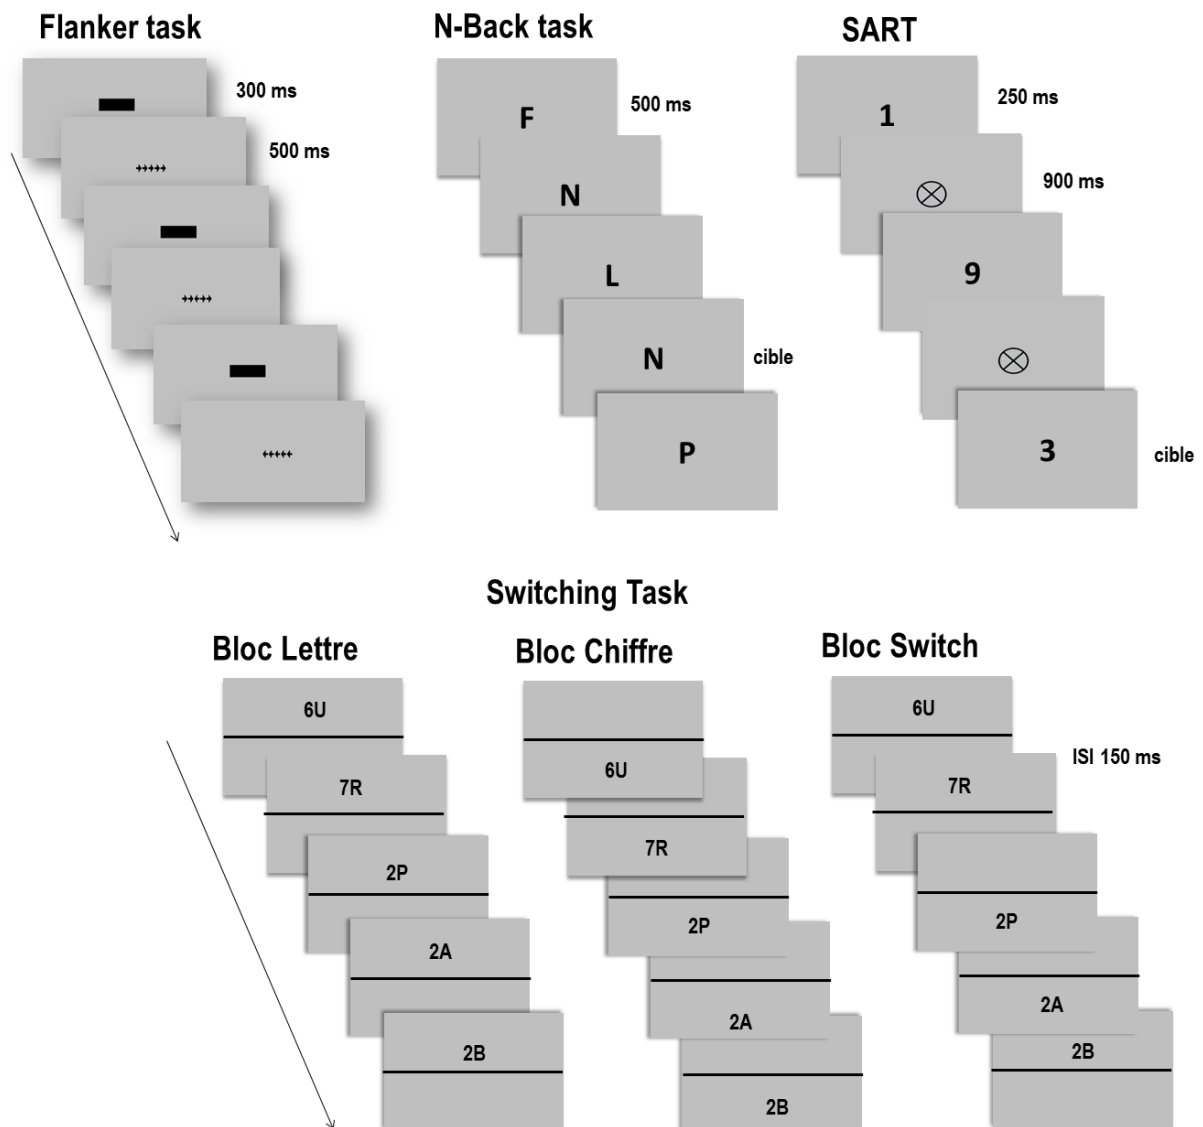 Flanker task
300 ms
500 ms
N-Back task
F
500 ms
N
L
N
cible
P
SART
1
250 ms
900 ms
9
3
cible
Switching Task
Bloc Lettre
6U
7R
2P
2A
2B
Bloc Chiffre
6U
7R
2P
2A
2B
Bloc Switch
6U
ISI 150 ms
7R
2P
2A
2B